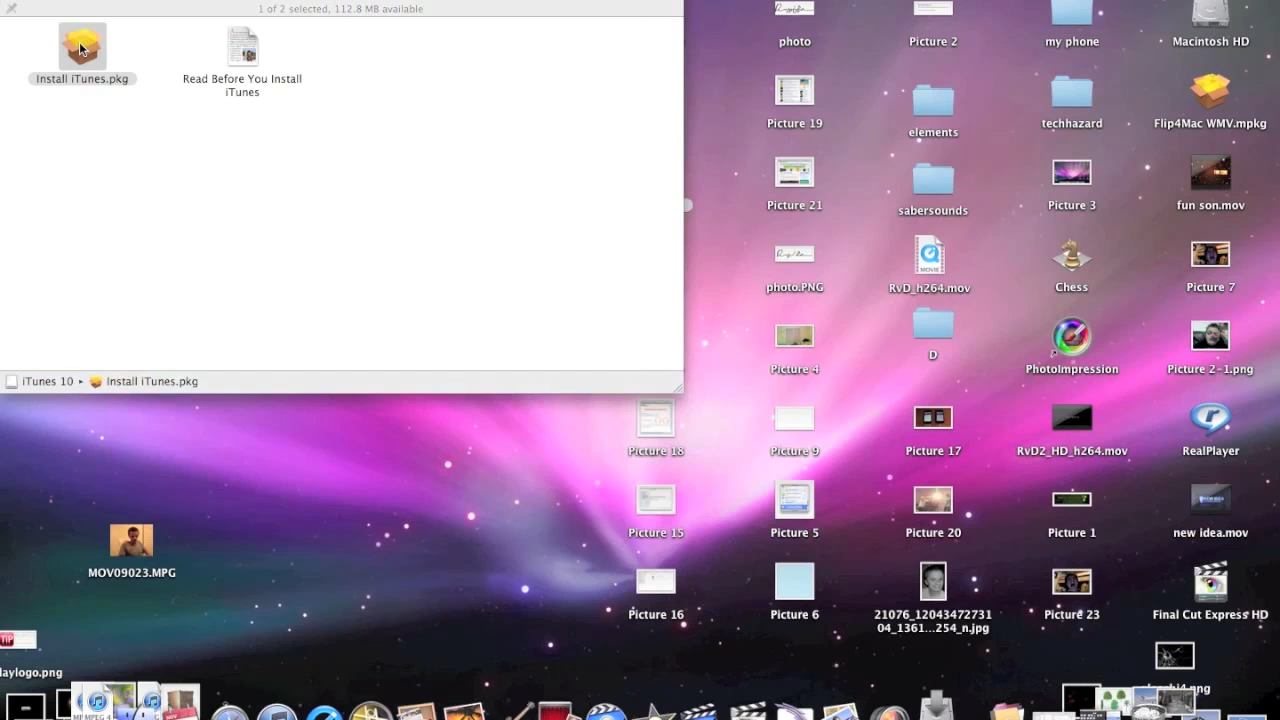 1 of 2 selected, 112.8 MB available
Install iTunes.pkg
Read Before You Install
iTunes
iTunes 10 ▸ Install iTunes.pkg
photo
Picture 2
my phone
Macintosh HD
Picture 19
elements
techhazard
Flip4Mac WMV.mpkg
Picture 21
sabersounds
Picture 3
fun son.mov
photo.PNG
RvD_h264.mov
MOVIE
Chess
Picture 7
Picture 4
D
PhotoImpression
Picture 2-1.png
Picture 18
Picture 9
Picture 17
RvD2_HD_h264.mov
RealPlayer
Picture 15
Picture 5
Picture 20
Picture 1
new idea.mov
MOV09023.MPG
Picture 16
Picture 6
21076_12043472731
04_1361...254_n.jpg
Picture 23
Final Cut Express HD
TIP
laylogo.png